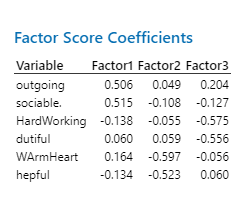 Factor Score Coefficients
Variable Factor1 Factor2 Factor3
outgoing 0.506 0.049 0.204
sociable. 0.515 -0.108 -0.127
HardWorking -0.138 -0.055 -0.575
dutiful 0.060 0.059 -0.556
WArmHeart 0.164 -0.597 -0.056
hepful -0.134 -0.523 0.060